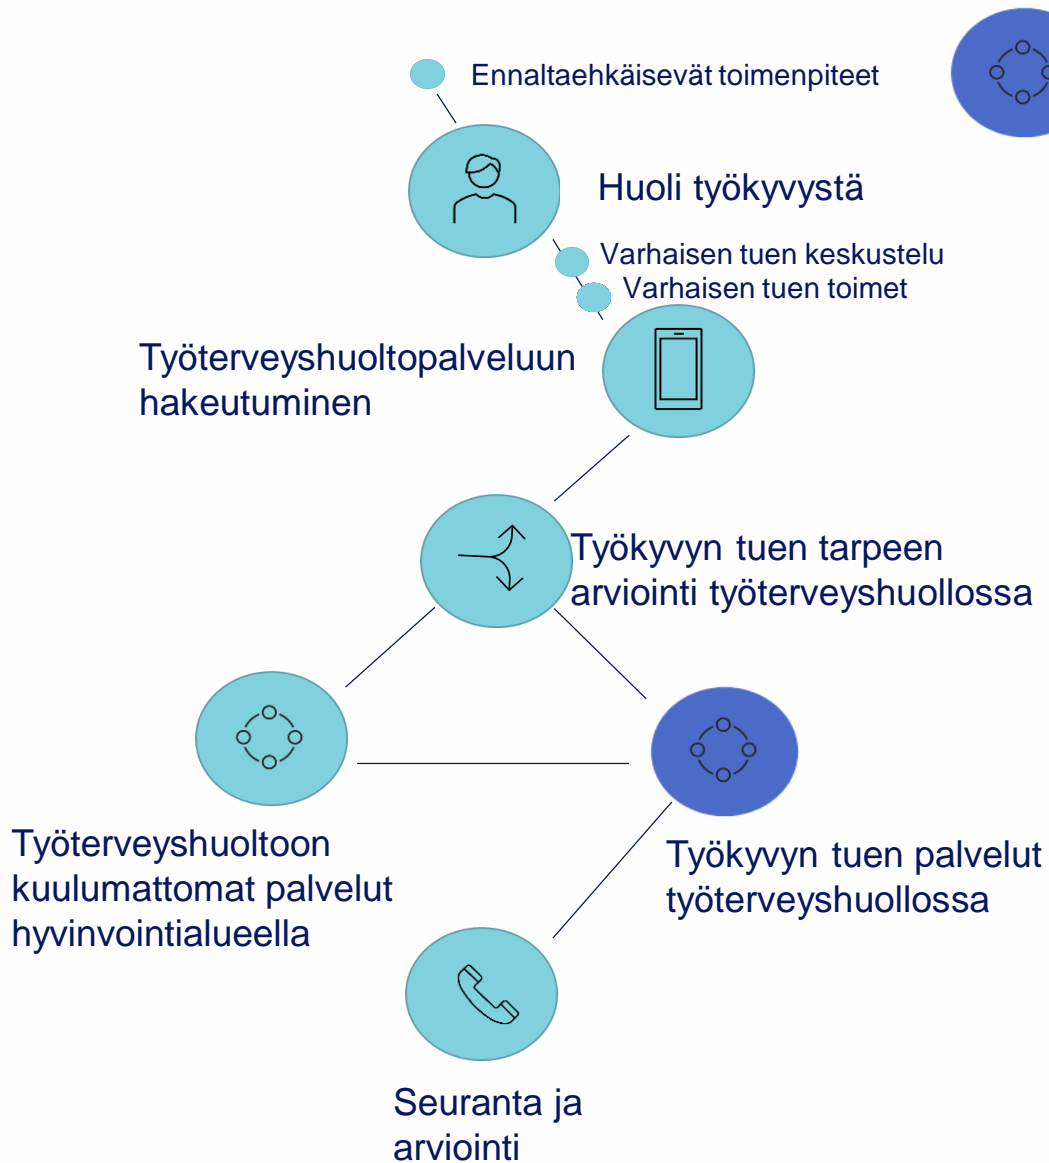 Ennaltaehkäisevät toimenpiteet
Huoli työkyvystä
Varhaisen tuen keskustelu
Varhaisen tuen toimet
Työterveyshuoltopalveluun
hakeutuminen
Työkyvyn tuen tarpeen
arviointi työterveyshuollossa
Työterveyshuoltoon
kuulumattomat palvelut
hyvinvointialueella
Työkyvyn tuen palvelut
työterveyshuollossa
Seuranta ja
arviointi